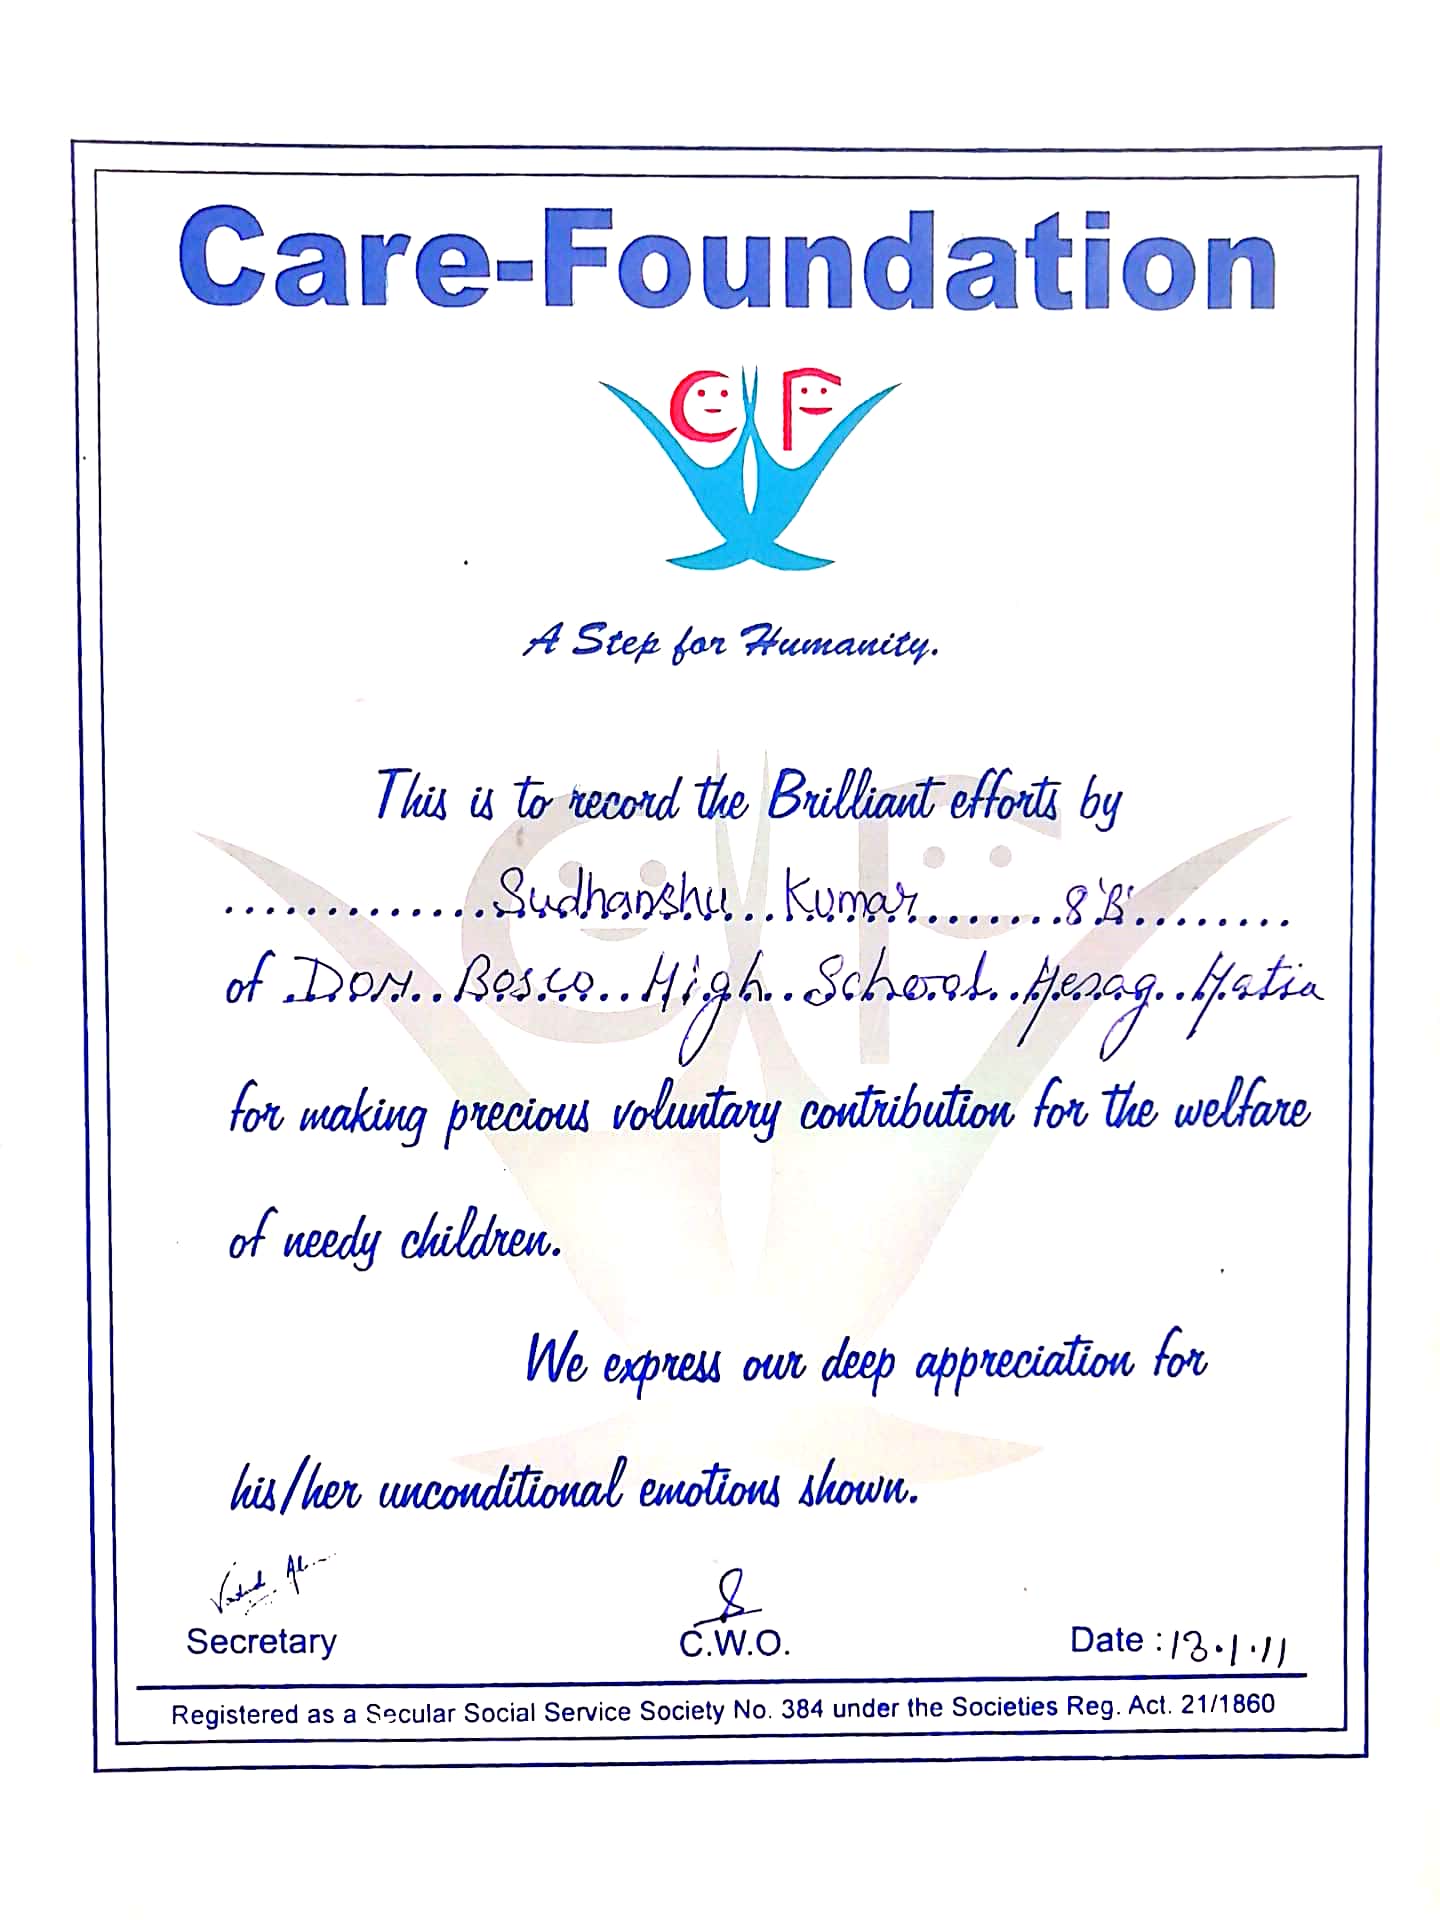 Care-Foundation
CF
A Step for Humanity.
This is to record the Brilliant efforts by
Sudhanshu Kumar 8'B'
of Don Bosco High School Hesag Hatia
for making precious voluntary contribution for the welfare
of needy children.
We express our deep appreciation for
his/her unconditional emotions shown.
Secretary C.W.O. Date : 13.1.11
Registered as a Secular Social Service Society No. 384 under the Societies Reg. Act. 21/1860